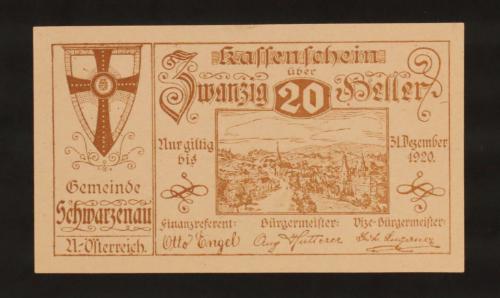 Gemeinde
Schwarzenau
N.-Österreich.
Kassenschein
über
Zwanzig 20 Heller
Nur giltig
bis
31. Dezember
1920.
Finanzreferent: Bürgermeister: Vize-Bürgermeister:
Otto Engel